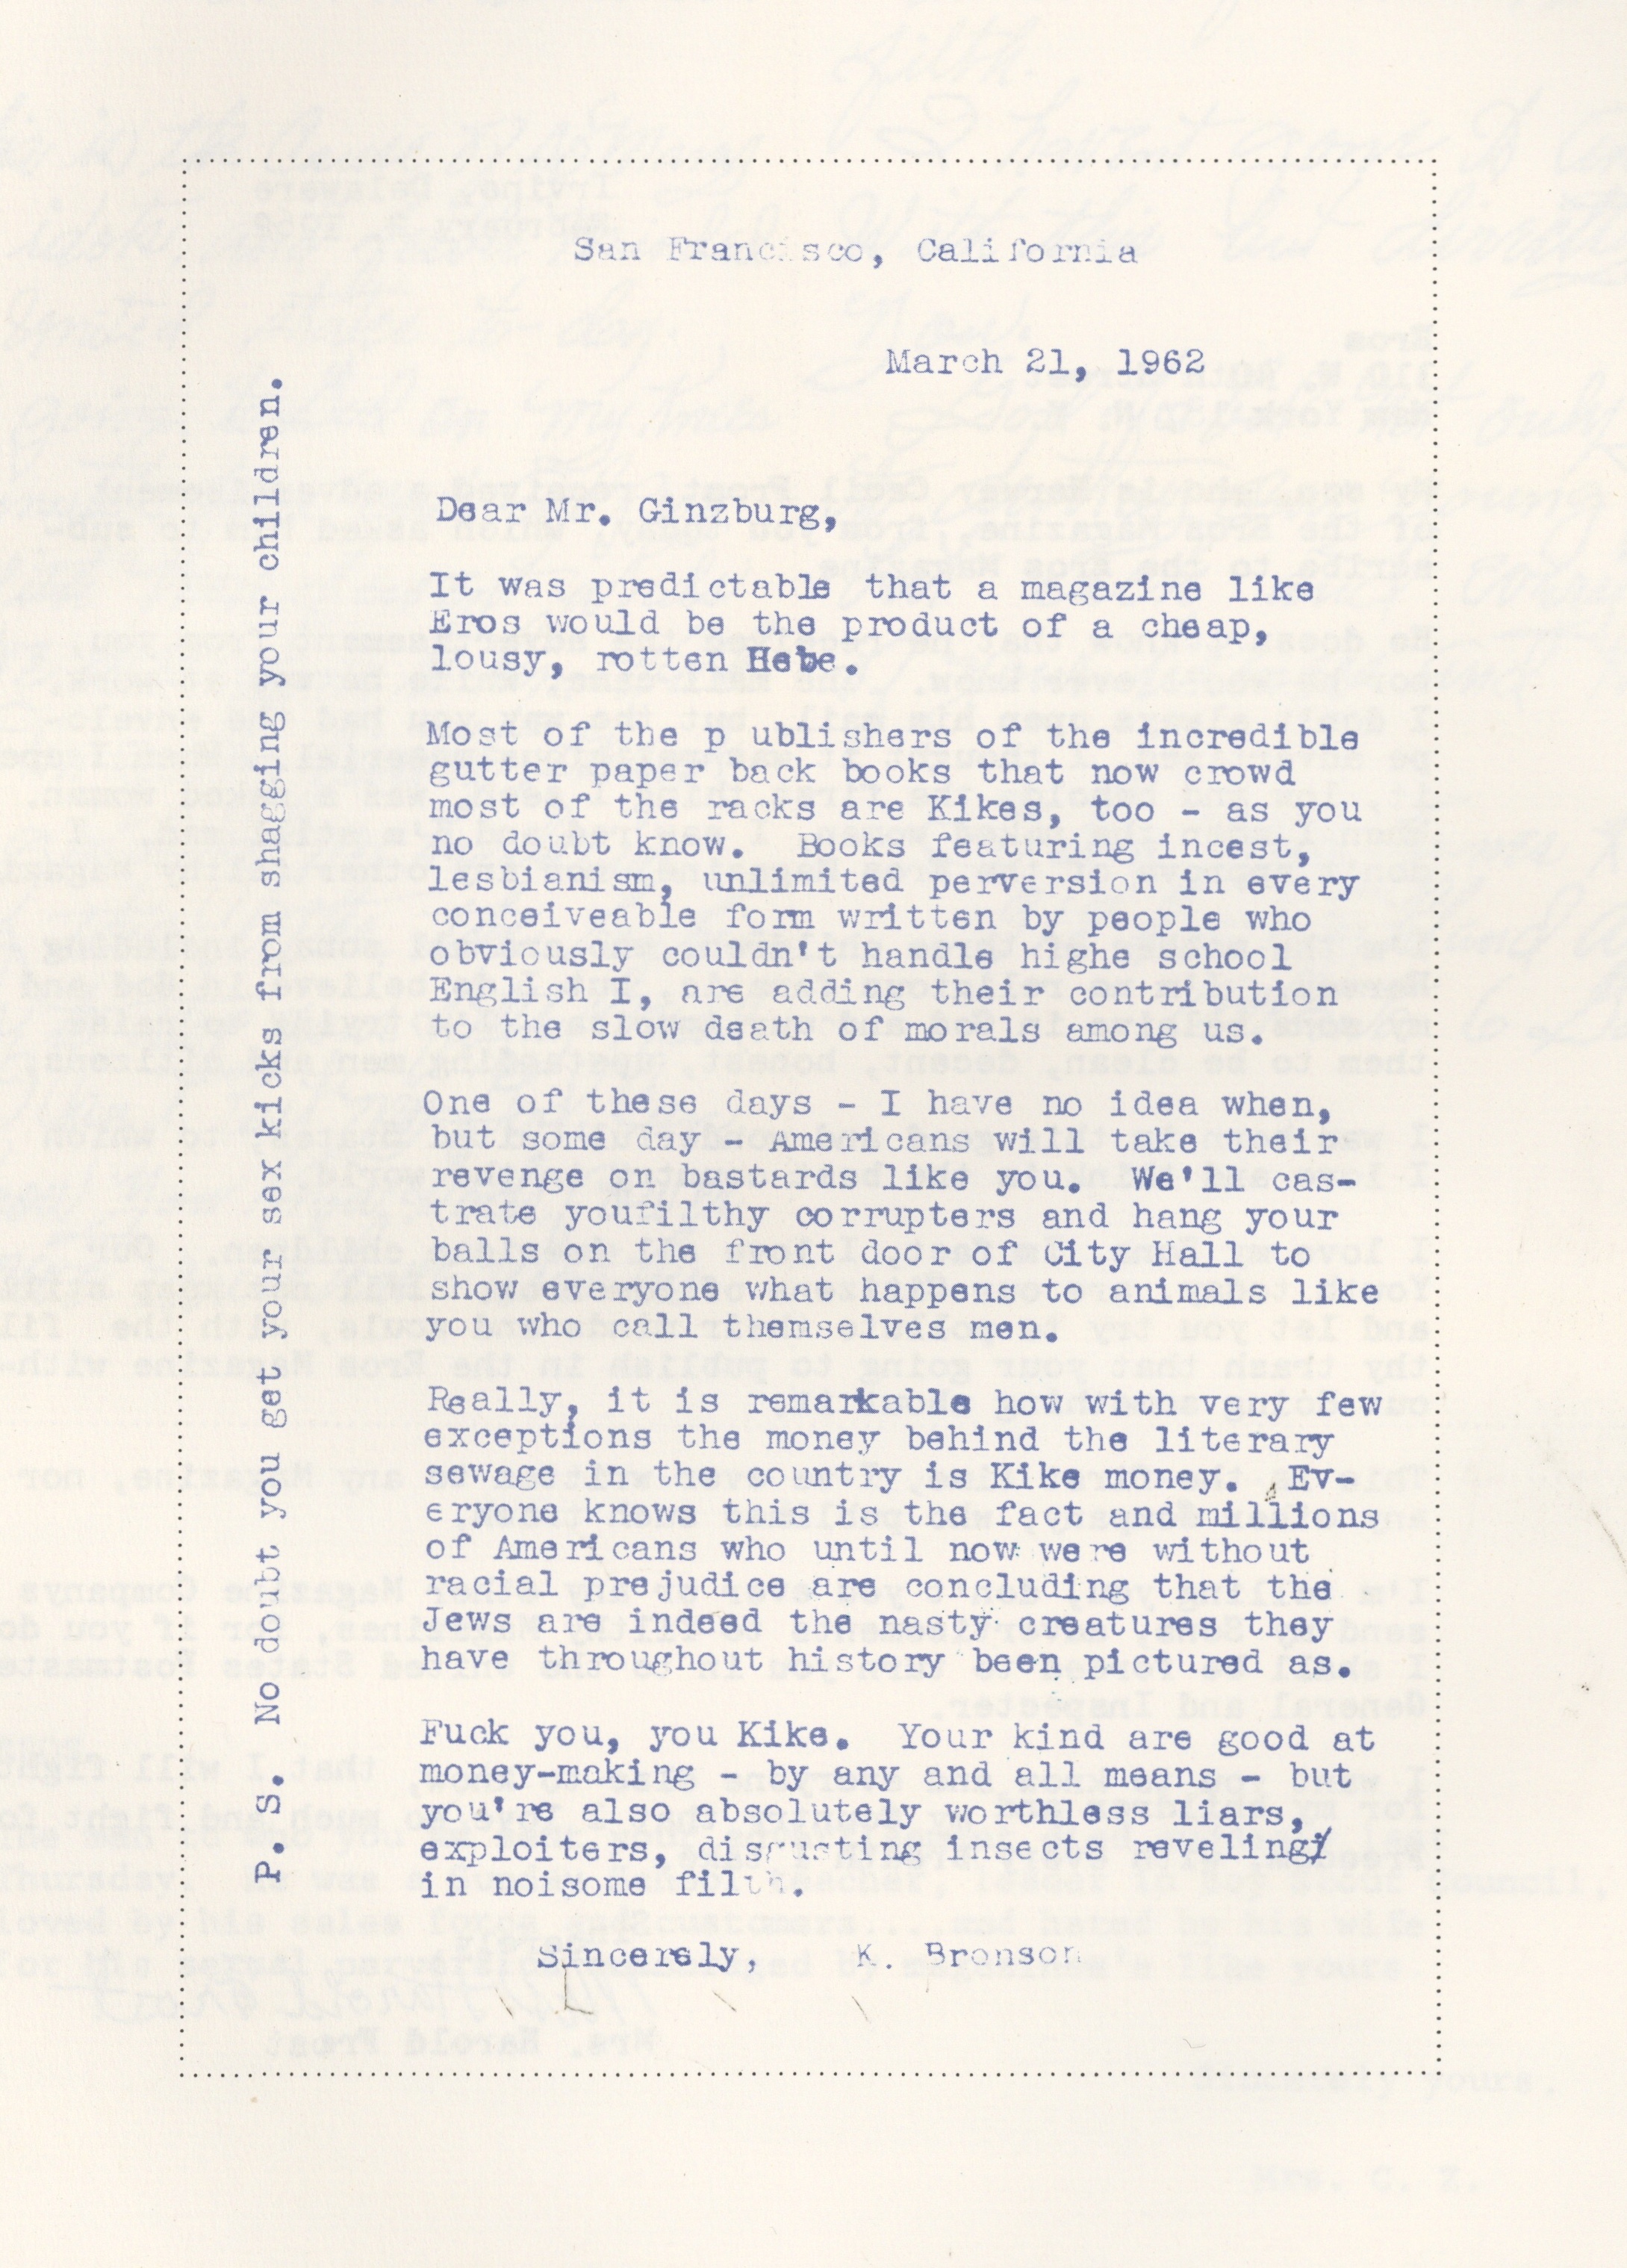 San Francisco, California
March 21, 1962
Dear Mr. Ginzburg,
It was predictable that a magazine like
Eros would be the product of a cheap,
lousy, rotten Hebe.
Most of the p ublishers of the incredible
gutter paper back books that now crowd
most of the racks are Kikes, too - as you
no doubt know. Books featuring incest,
lesbianism, unlimited perversion in every
conceiveable form written by people who
obviously couldn't handle highe school
English I, are adding their contribution
to the slow death of morals among us.
One of these days - I have no idea when,
but some day - Americans will take their
revenge on bastards like you. We'll cas-
trate youfilthy corrupters and hang your
balls on the front door of City Hall to
show everyone what happens to animals like
you who call themselves men.
Really, it is remarkable how with very few
exceptions the money behind the literary
sewage in the country is Kike money. Ev-
eryone knows this is the fact and millions
of Americans who until now were without
racial prejudice are concluding that the
Jews are indeed the nasty creatures they
have throughout history been pictured as.
Fuck you, you Kike. Your kind are good at
money-making - by any and all means - but
you're also absolutely worthless liars,
exploiters, disgusting insects reveling
in noisome filth.
Sincerely, K. Bronson
P. S. No doubt you get your sex kicks from shagging your children.